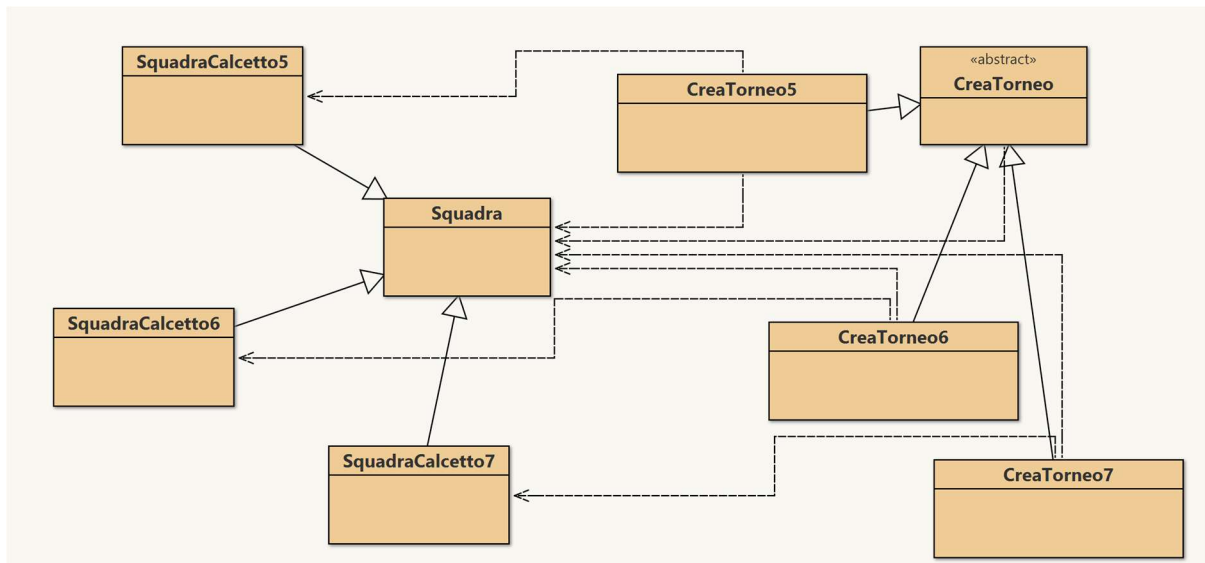 SquadraCalcetto5
CreaTorneo5
«abstract»
CreaTorneo
Squadra
SquadraCalcetto6
CreaTorneo6
SquadraCalcetto7
CreaTorneo7